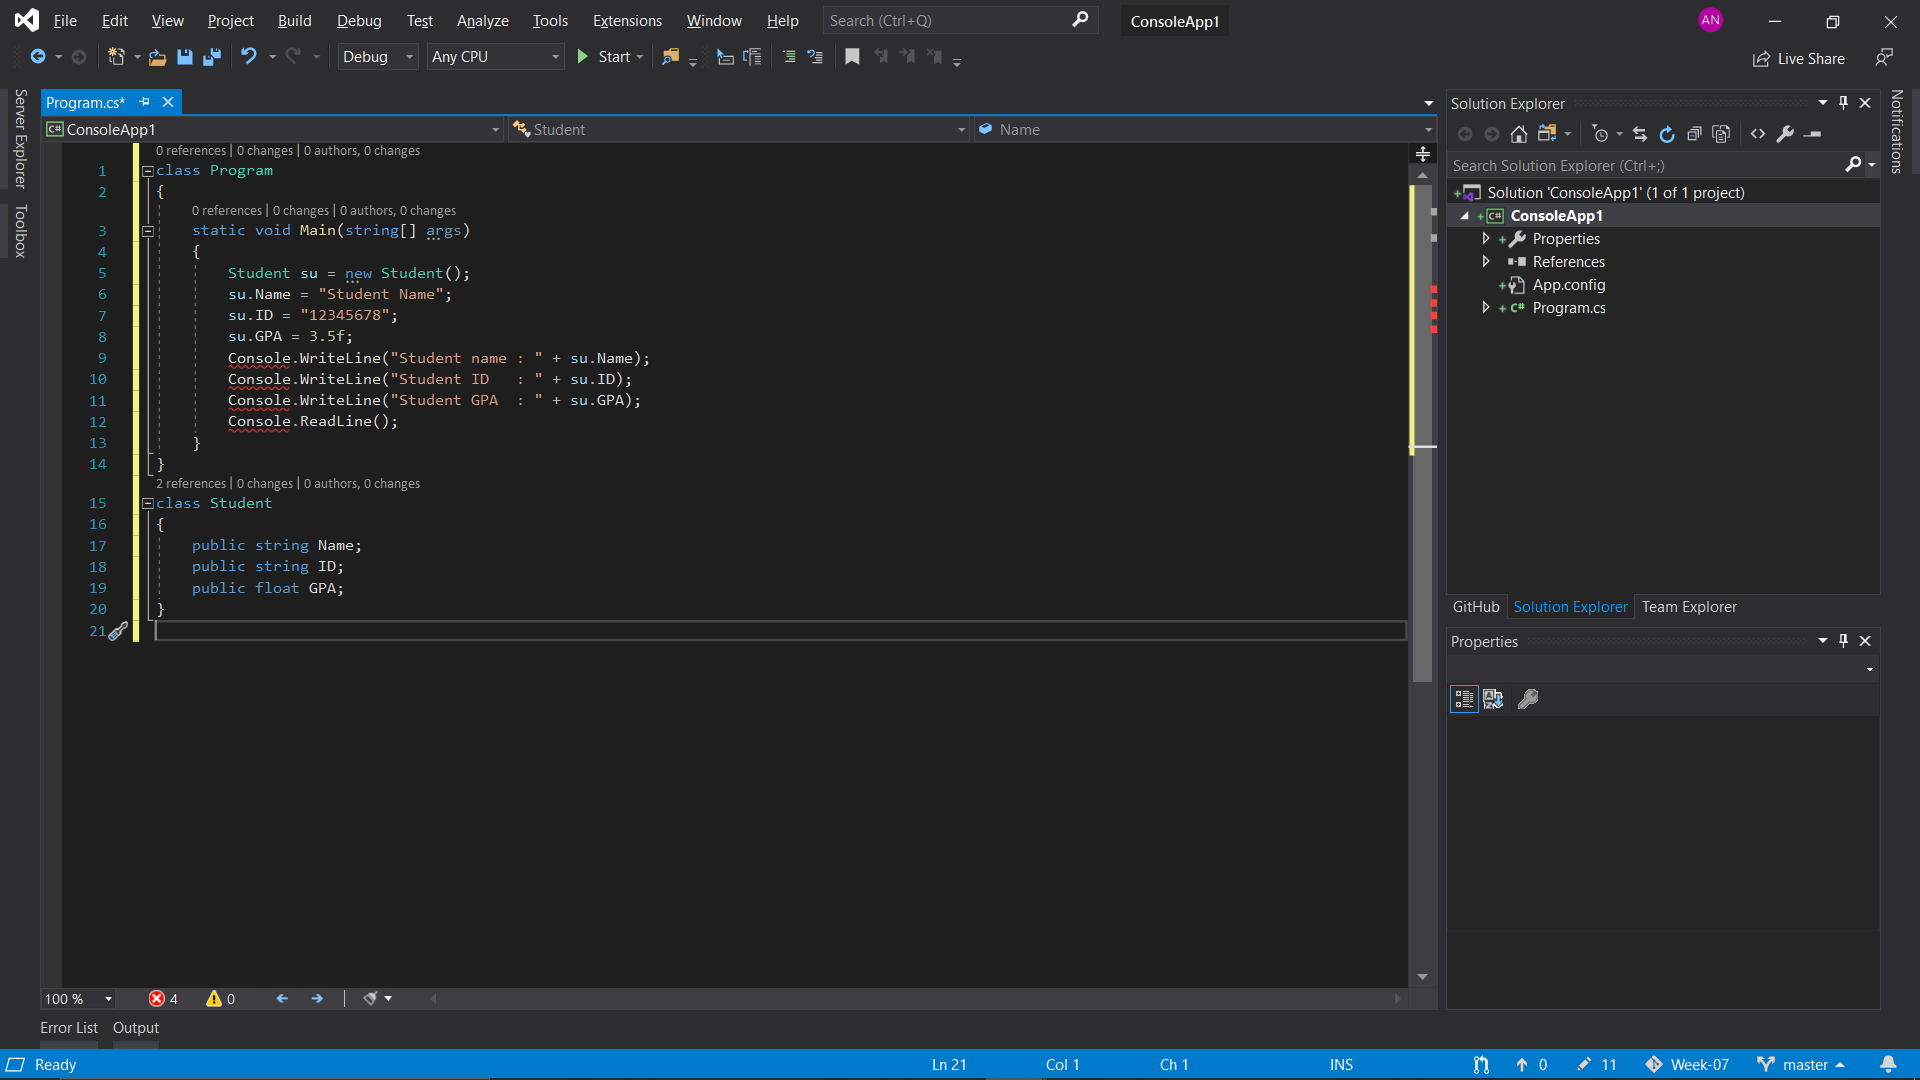 File Edit View Project Build Debug Test Analyze Tools Extensions Window Help Search (Ctrl+Q) ConsoleApp1 AN
Debug Any CPU Start Live Share
Server Explorer
Toolbox
Program.cs*
C# ConsoleApp1 Student Name
0 references | 0 changes | 0 authors, 0 changes
1 class Program
2 {
0 references | 0 changes | 0 authors, 0 changes
3 static void Main(string[] args)
4 {
5 Student su = new Student();
6 su.Name = "Student Name";
7 su.ID = "12345678";
8 su.GPA = 3.5f;
9 Console.WriteLine("Student name : " + su.Name);
10 Console.WriteLine("Student ID   : " + su.ID);
11 Console.WriteLine("Student GPA  : " + su.GPA);
12 Console.ReadLine();
13 }
14 }
2 references | 0 changes | 0 authors, 0 changes
15 class Student
16 {
17 public string Name;
18 public string ID;
19 public float GPA;
20 }
21
100 % 4 0
Error List Output
Solution Explorer
Search Solution Explorer (Ctrl+;)
Solution 'ConsoleApp1' (1 of 1 project)
C# ConsoleApp1
Properties
References
App.config
C# Program.cs
GitHub Solution Explorer Team Explorer
Properties
Notifications
Ready Ln 21 Col 1 Ch 1 INS 0 11 Week-07 master